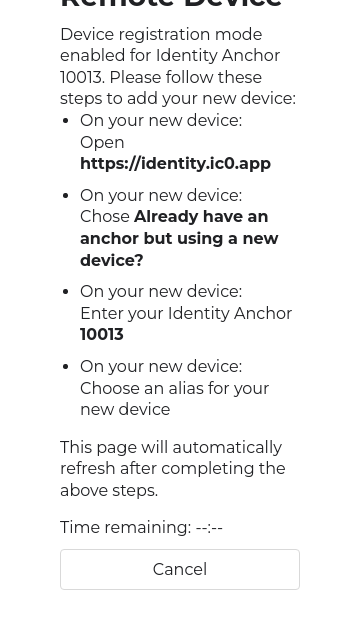 Remote Device
Device registration mode
enabled for Identity Anchor
10013. Please follow these
steps to add your new device:
• On your new device:
Open
https://identity.ic0.app
• On your new device:
Chose Already have an
anchor but using a new
device?
• On your new device:
Enter your Identity Anchor
10013
• On your new device:
Choose an alias for your
new device
This page will automatically
refresh after completing the
above steps.
Time remaining: --:--
Cancel